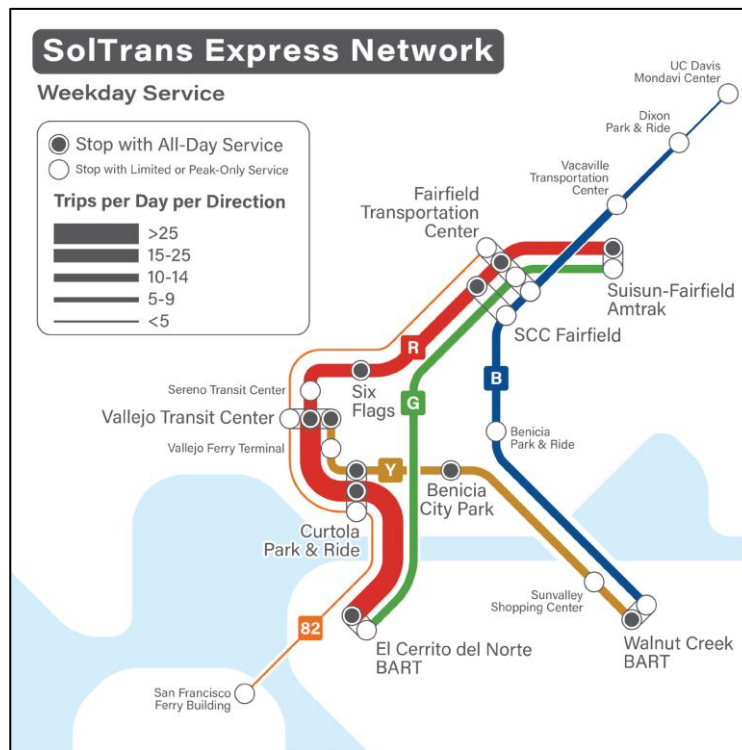 SolTrans Express Network
Weekday Service
Stop with All-Day Service
Stop with Limited or Peak-Only Service
Trips per Day per Direction
>25
15-25
10-14
5-9
<5
UC Davis
Mondavi Center
Dixon
Park & Ride
Vacaville
Transportation
Center
Fairfield
Transportation
Center
Suisun-Fairfield
Amtrak
SCC Fairfield
R
B
G
Six
Flags
Sereno Transit Center
Vallejo Transit Center
Vallejo Ferry Terminal
Benicia
Park & Ride
Y
Benicia
City Park
Curtola
Park & Ride
Sunvalley
Shopping Center
Walnut Creek
BART
82
El Cerrito del Norte
BART
San Francisco
Ferry Building